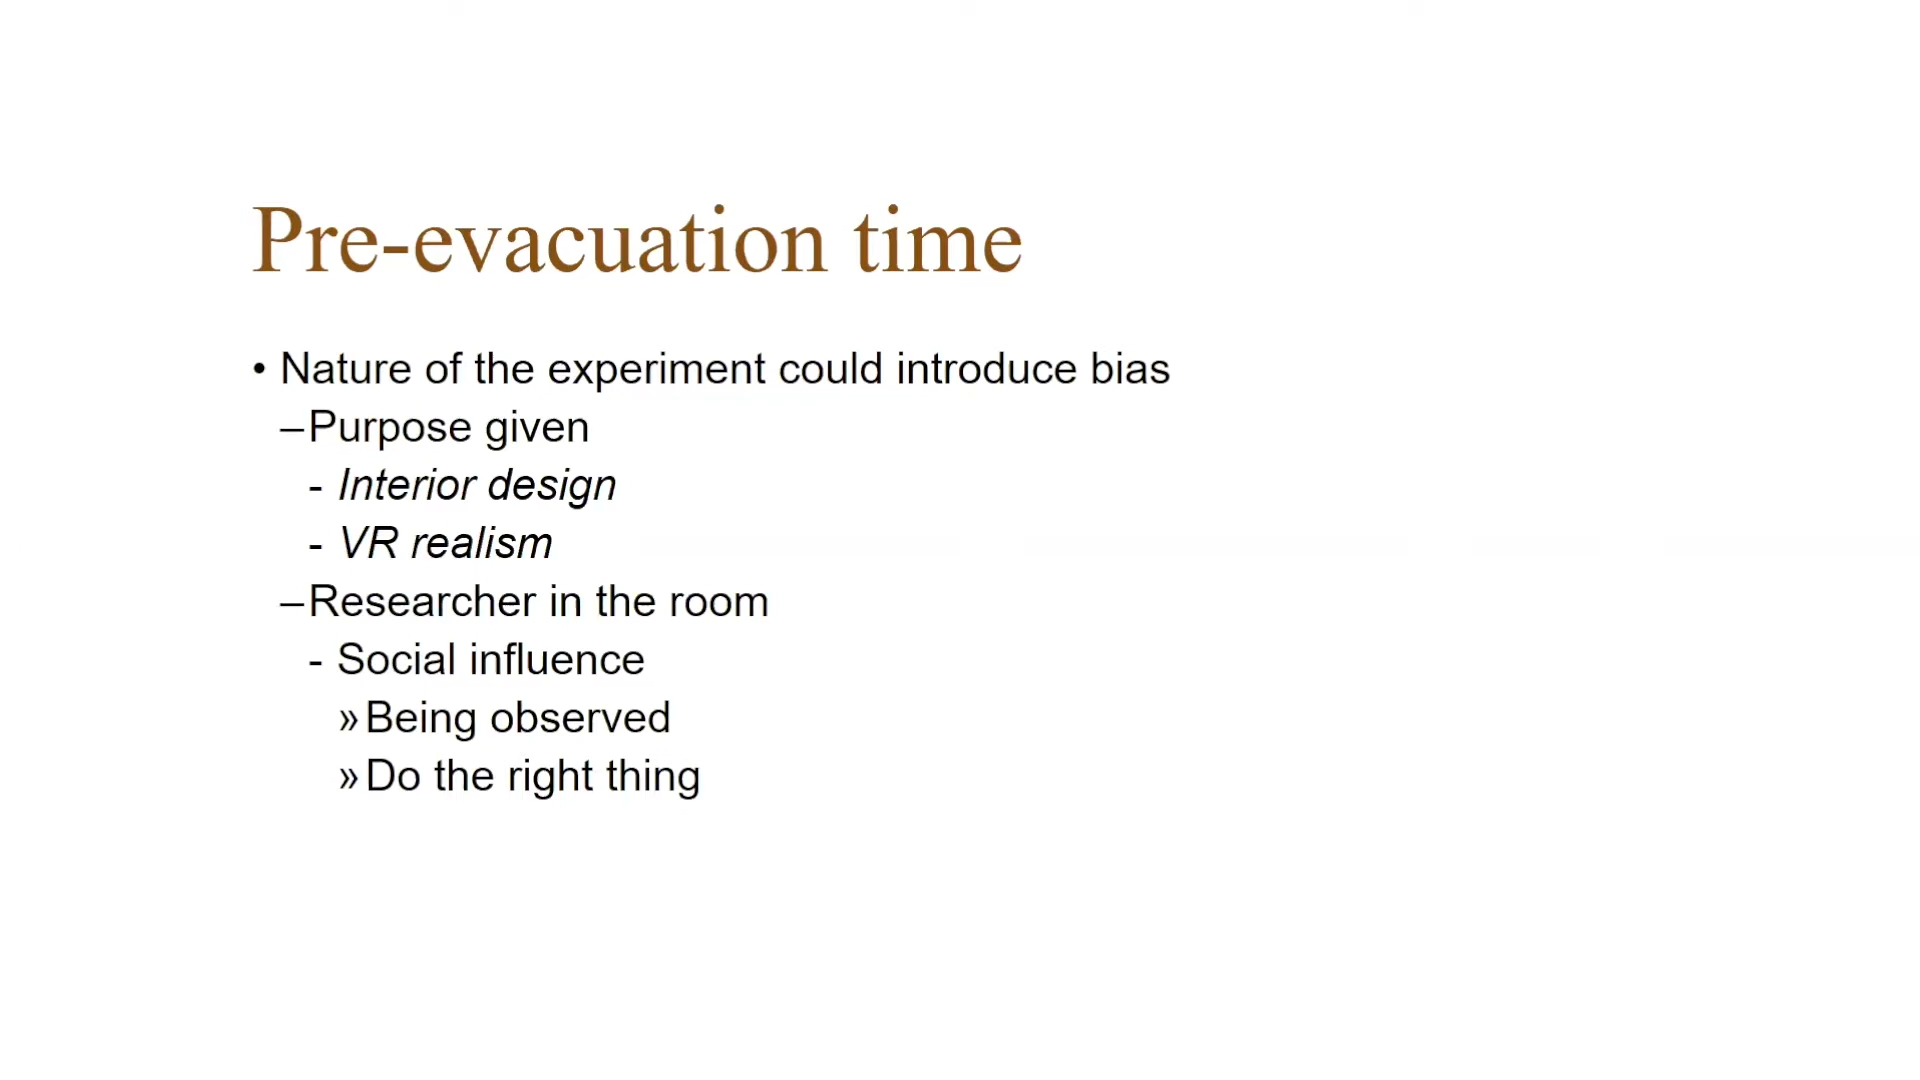 Pre-evacuation time
• Nature of the experiment could introduce bias
–Purpose given
- Interior design
- VR realism
–Researcher in the room
- Social influence
»Being observed
»Do the right thing